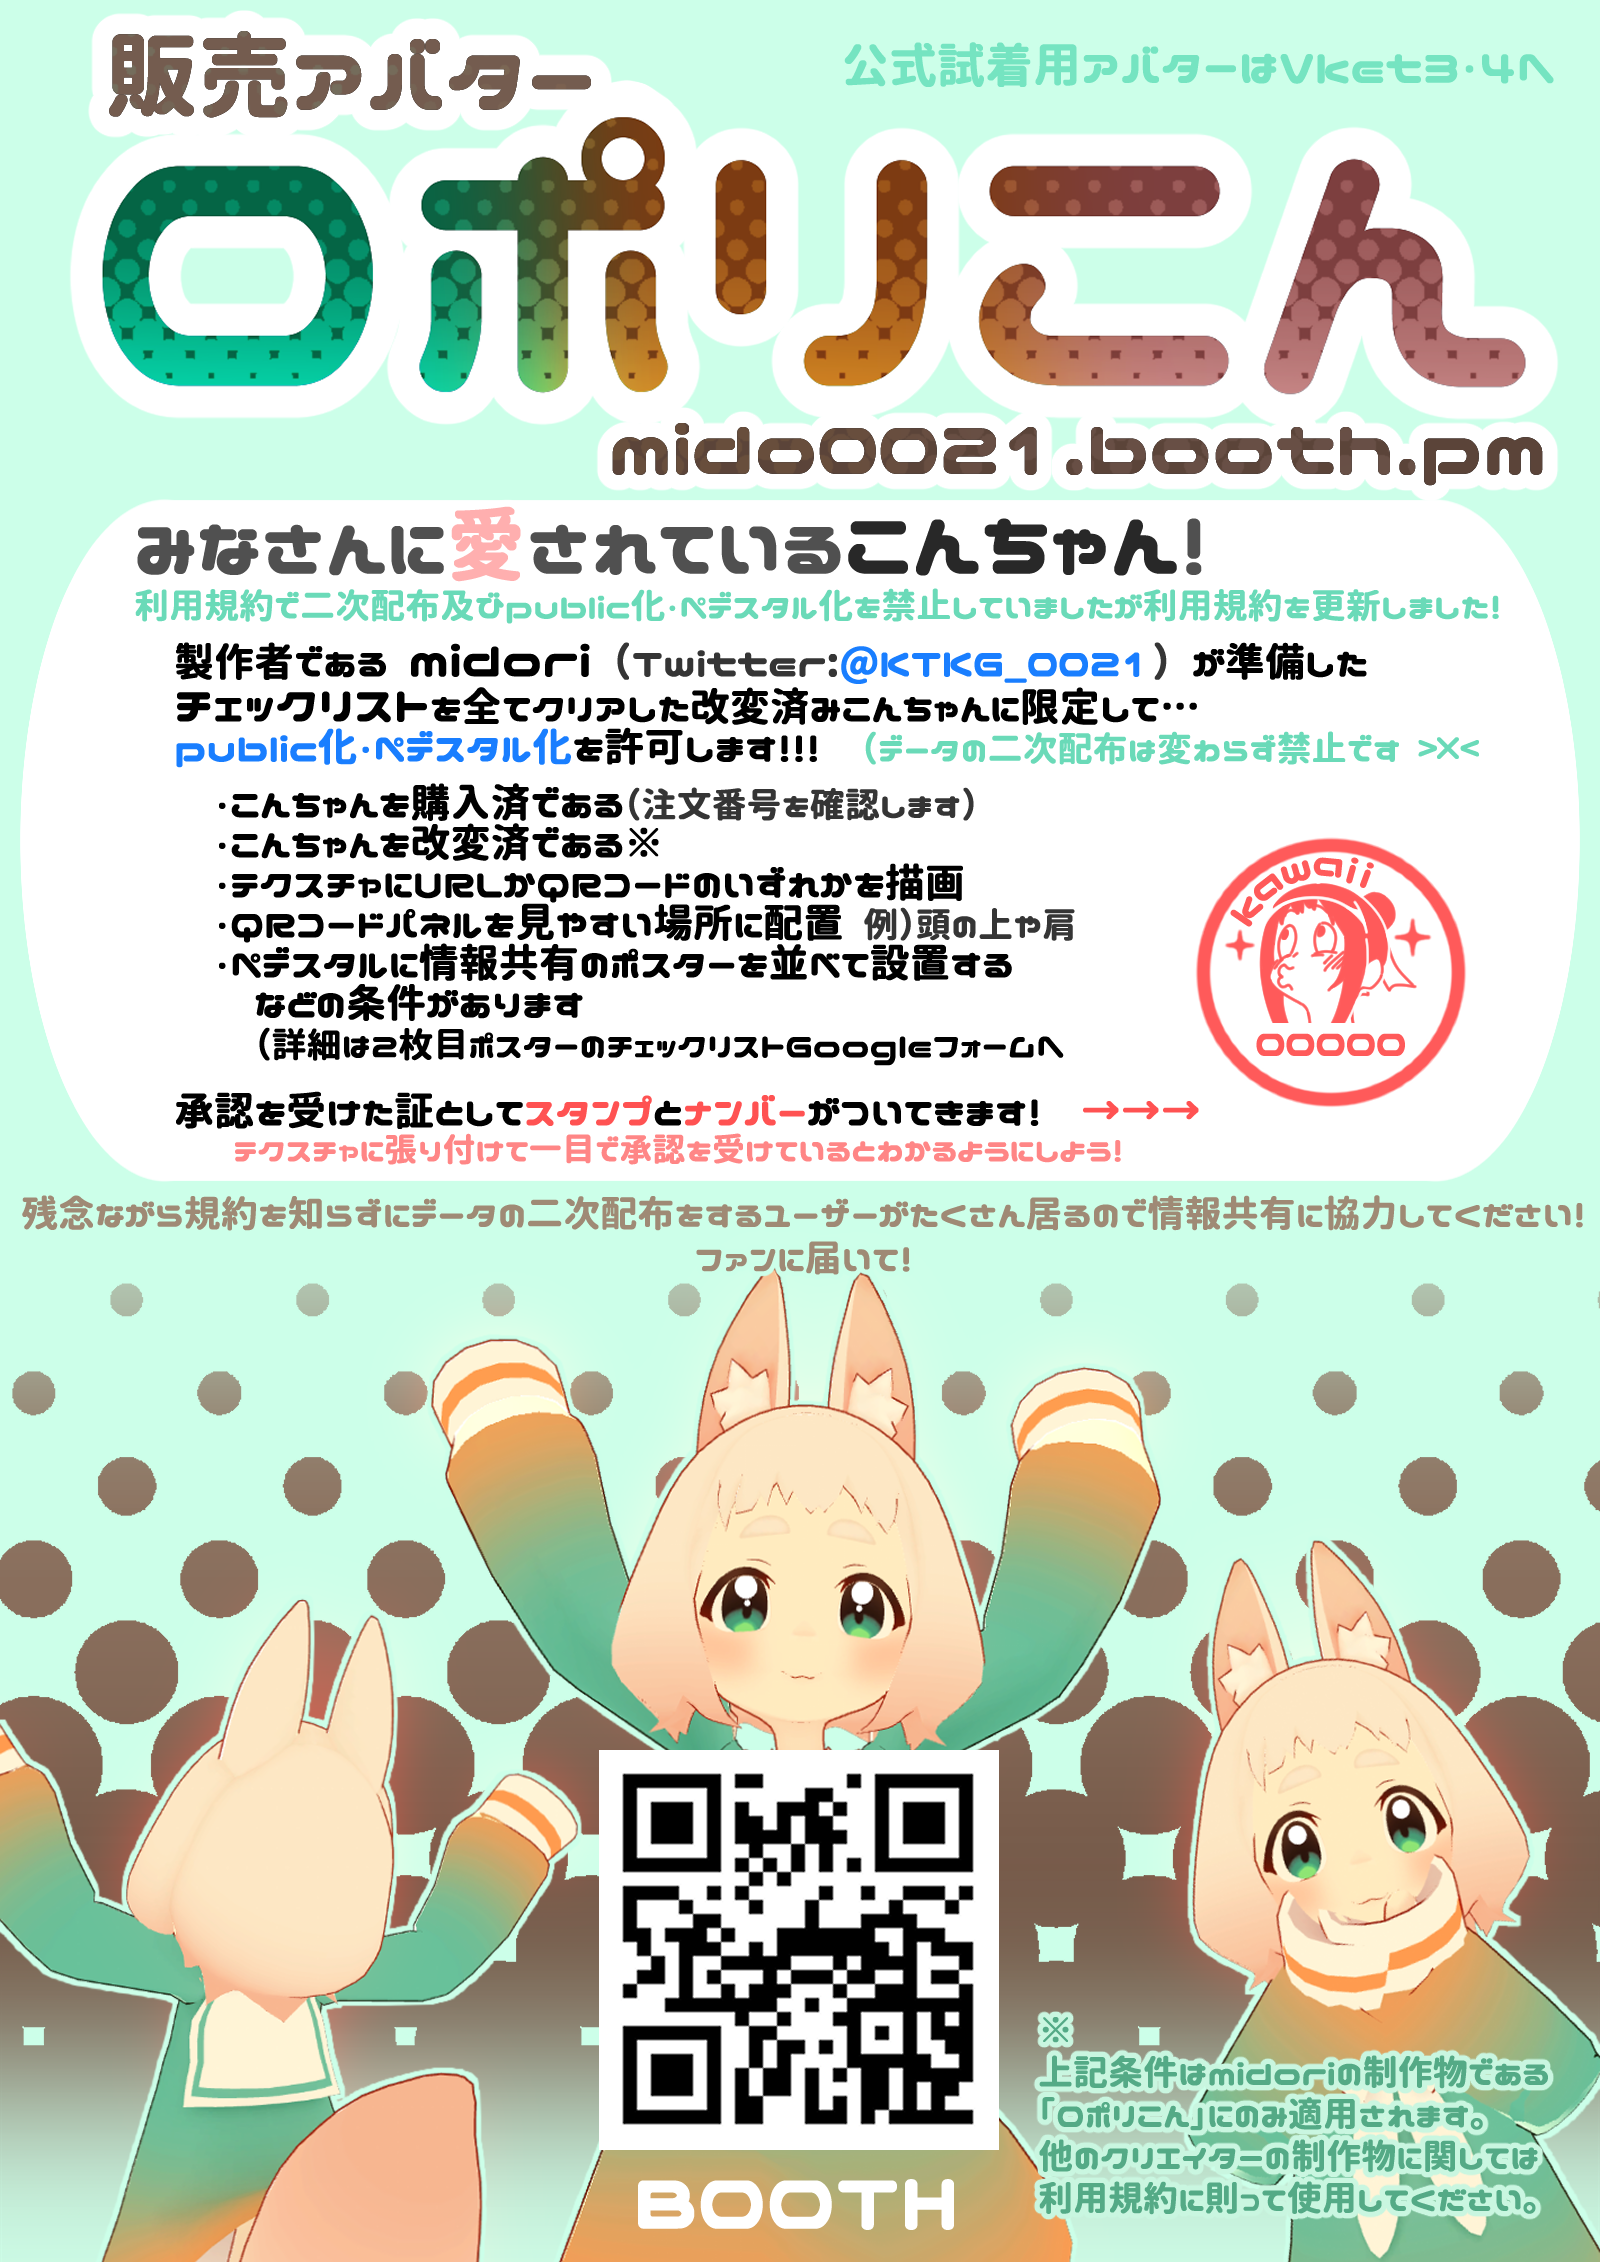 販売アバター
公式試着用アバターはVket3・4へ
ロポリこん
mido0021.booth.pm
みなさんに愛されているこんちゃん!
利用規約で二次配布及びpublic化・ペデスタル化を禁止していましたが利用規約を更新しました!
製作者である midori（Twitter:@KTKG_0021）が準備した
チェックリストを全てクリアした改変済みこんちゃんに限定して…
public化・ペデスタル化を許可します!!! （データの二次配布は変わらず禁止です >X<
・こんちゃんを購入済である(注文番号を確認します)
・こんちゃんを改変済である※
・テクスチャにURLかQRコードのいずれかを描画
・QRコードパネルを見やすい場所に配置 例)頭の上や肩
・ペデスタルに情報共有のポスターを並べて設置する
などの条件があります
（詳細は2枚目ポスターのチェックリストGoogleフォームへ
kawaii
00000
承認を受けた証としてスタンプとナンバーがついてきます! →→→
テクスチャに張り付けて一目で承認を受けているとわかるようにしよう!
残念ながら規約を知らずにデータの二次配布をするユーザーがたくさん居るので情報共有に協力してください!
ファンに届いて!
BOOTH
※
上記条件はmidoriの制作物である
「ロポリこん」にのみ適用されます。
他のクリエイターの制作物に関しては
利用規約に則って使用してください。